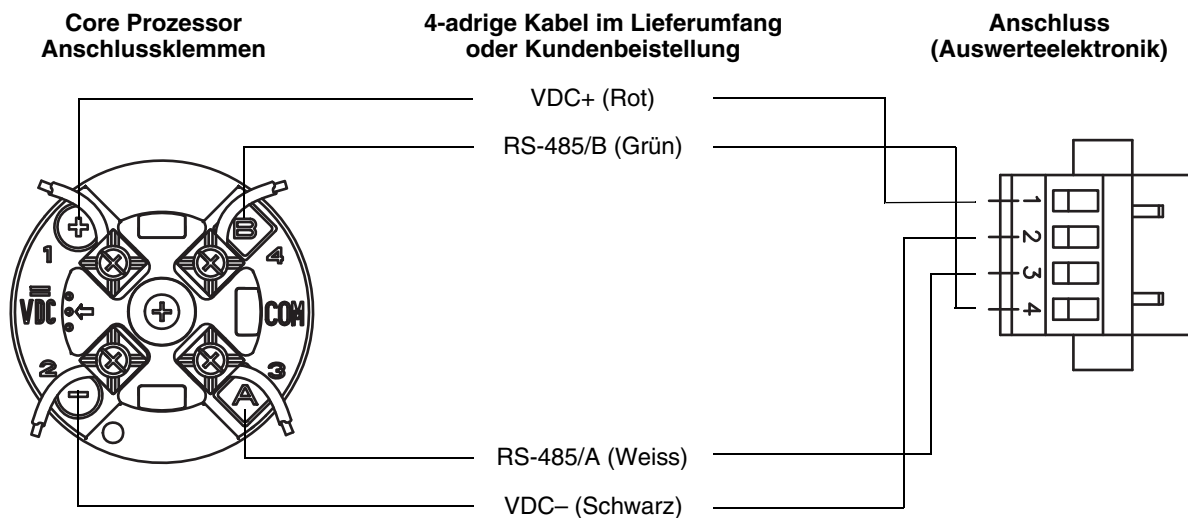 Core Prozessor
Anschlussklemmen
4-adrige Kabel im Lieferumfang
oder Kundenbeistellung
Anschluss
(Auswerteelektronik)
VDC+ (Rot)
RS-485/B (Grün)
+
B
1
4
VDC
COM
+
2
3
-
A
1
2
3
4
RS-485/A (Weiss)
VDC– (Schwarz)